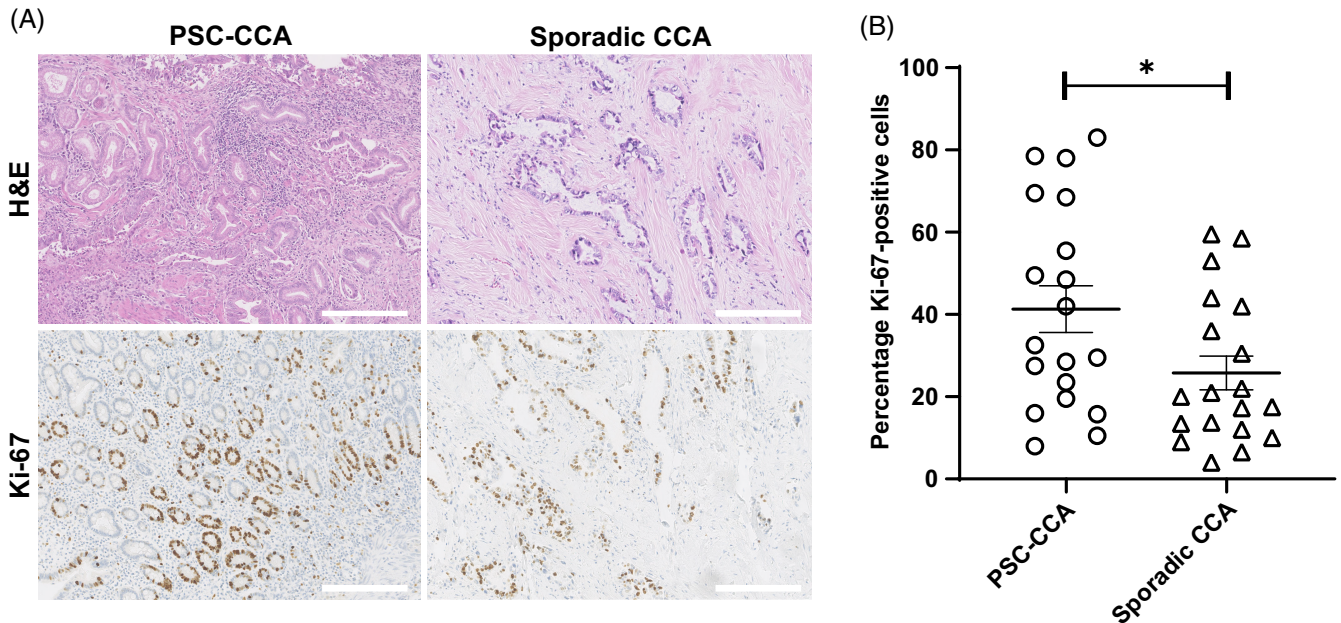 (A)
PSC-CCA
Sporadic CCA
H&E
Ki-67
(B)
*
Percentage Ki-67-positive cells
100
80
60
40
20
0
PSC-CCA
Sporadic CCA